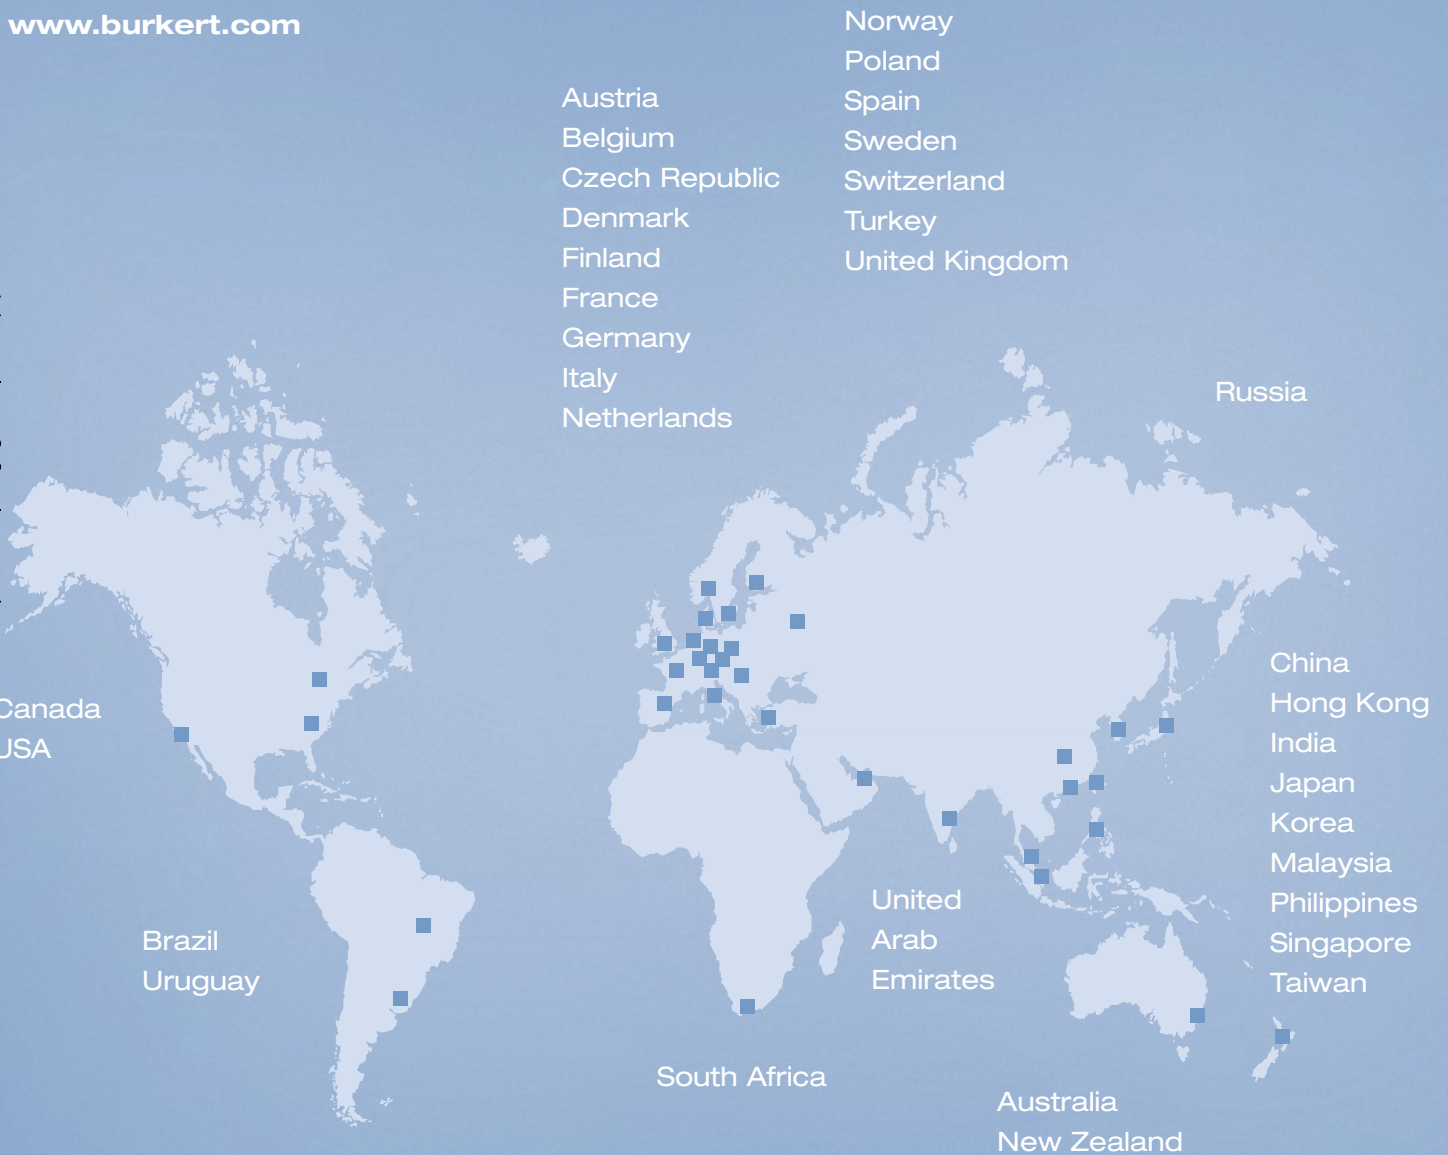 www.burkert.com
Austria
Belgium
Czech Republic
Denmark
Finland
France
Germany
Italy
Netherlands
Norway
Poland
Spain
Sweden
Switzerland
Turkey
United Kingdom
Russia
Canada
USA
China
Hong Kong
India
Japan
Korea
Malaysia
Philippines
Singapore
Taiwan
Brazil
Uruguay
United
Arab
Emirates
South Africa
Australia
New Zealand